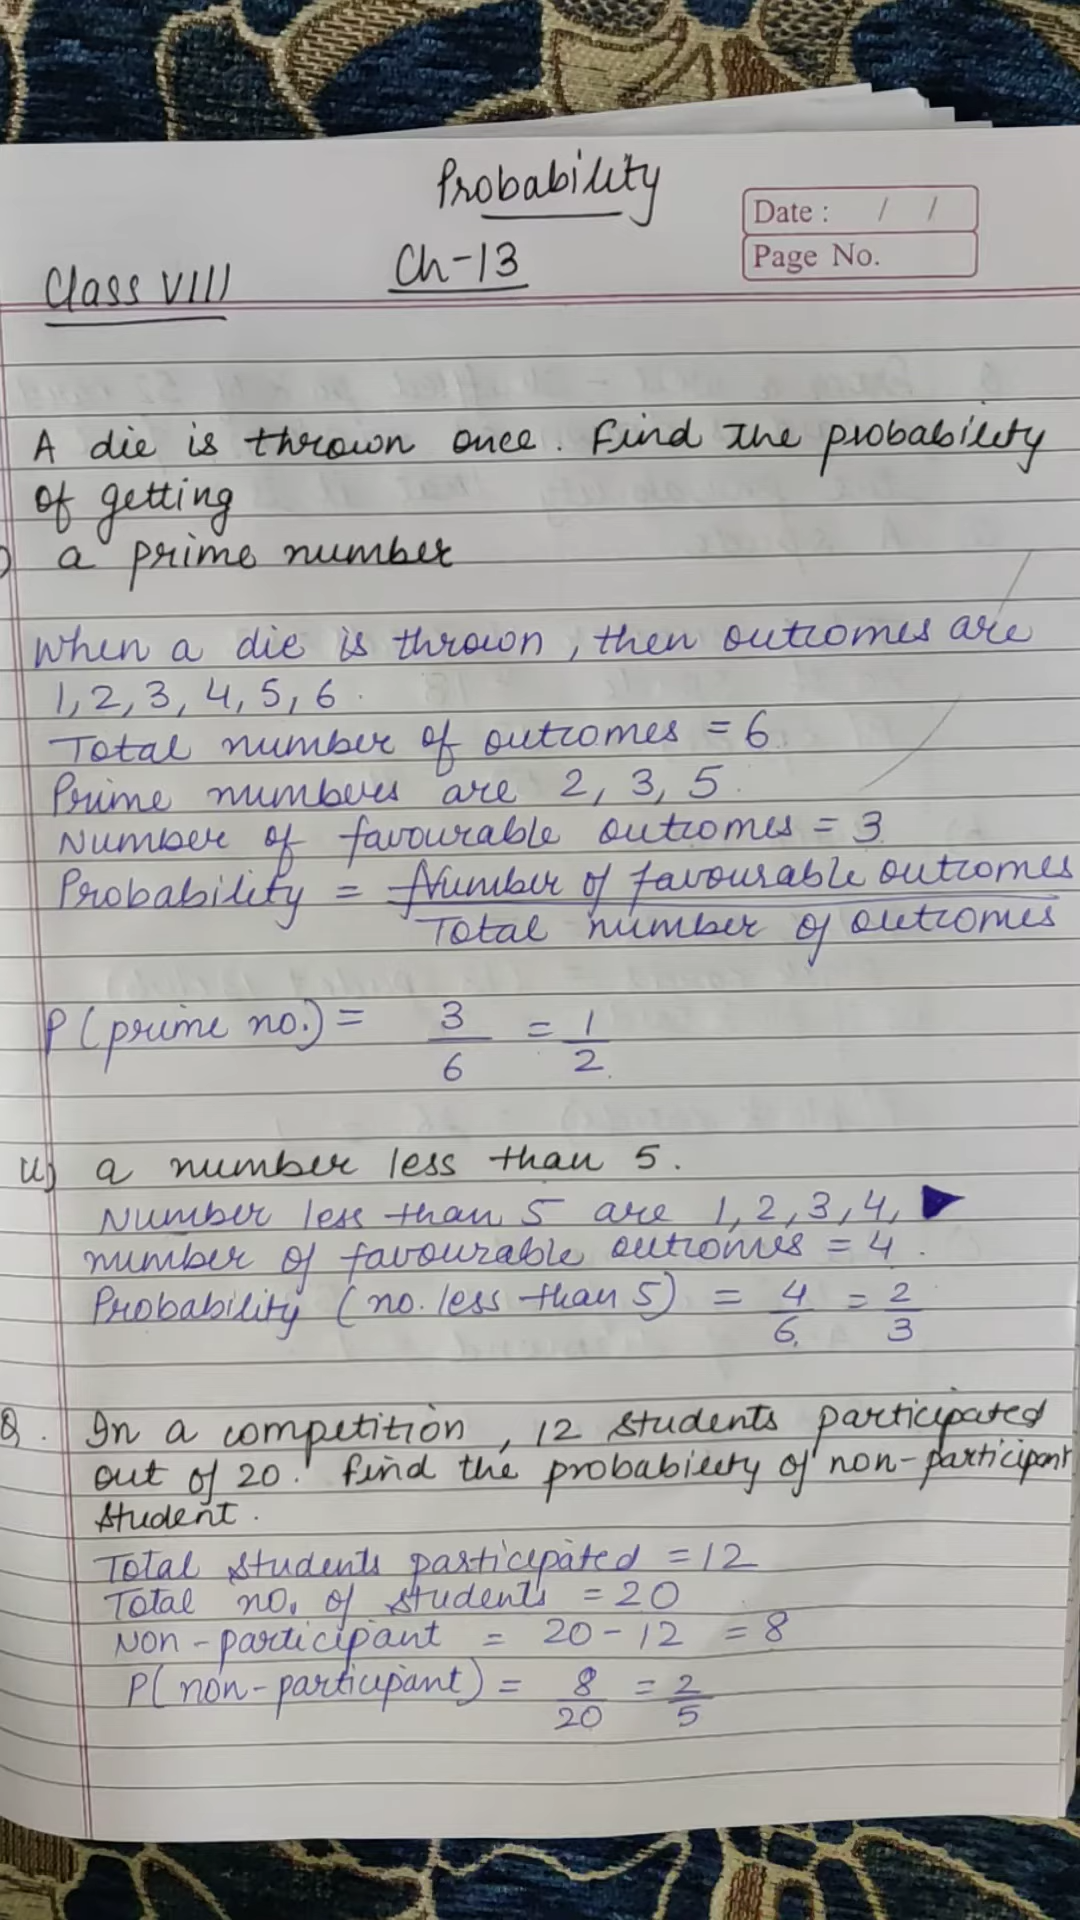 Probability
Date : / /
Page No.
Ch-13
Class VIII
A die is thrown once. Find the probability
of getting
a prime number
When a die is thrown, then outcomes are
1, 2, 3, 4, 5, 6.
Total number of outcomes = 6
Prime numbers are 2, 3, 5.
Number of favourable outcomes = 3
Probability = Number of favourable outcomes
Total number of outcomes
P(prime no.) = 3/6 = 1/2
ii) a number less than 5.
Number less than 5 are 1, 2, 3, 4,
number of favourable outcomes = 4.
Probability (no. less than 5) = 4/6 = 2/3
Q. In a competition, 12 students participated
out of 20. Find the probability of non-participant
student.
Total students participated = 12
Total no. of students = 20
Non-participant = 20 - 12 = 8
P(non-participant) = 8/20 = 2/5